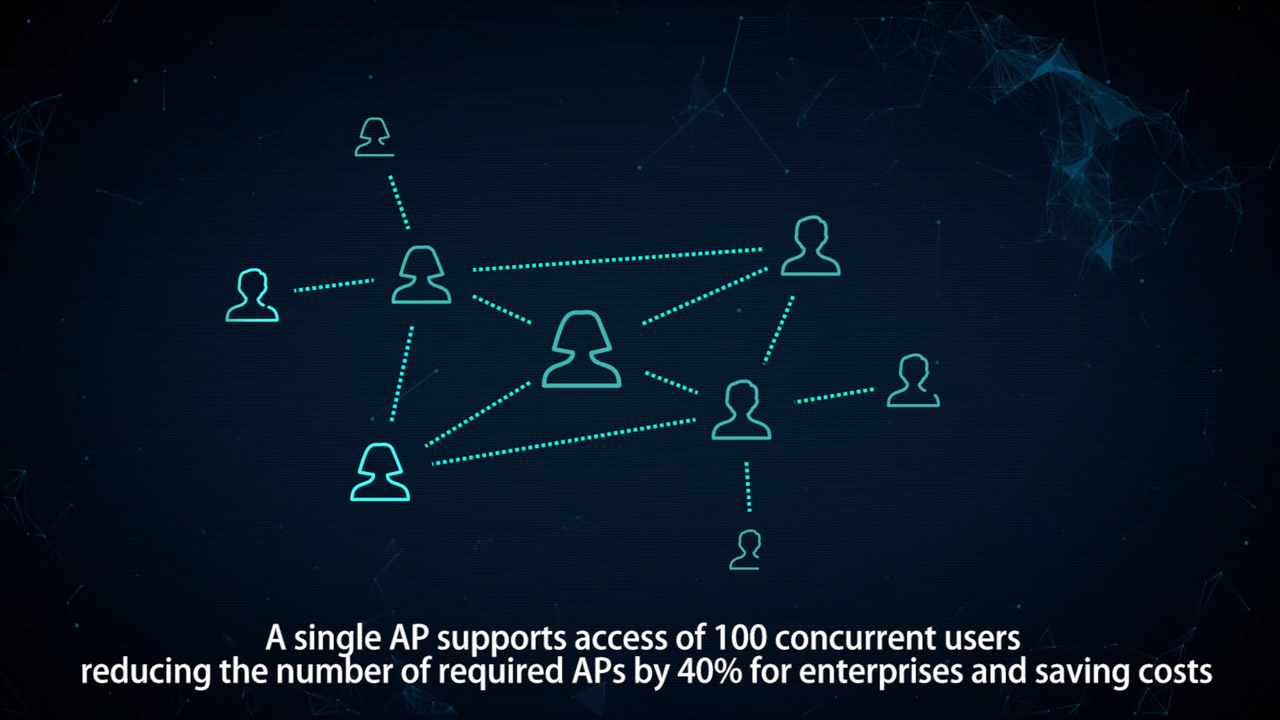 A single AP supports access of 100 concurrent users
reducing the number of required APs by 40% for enterprises and saving costs